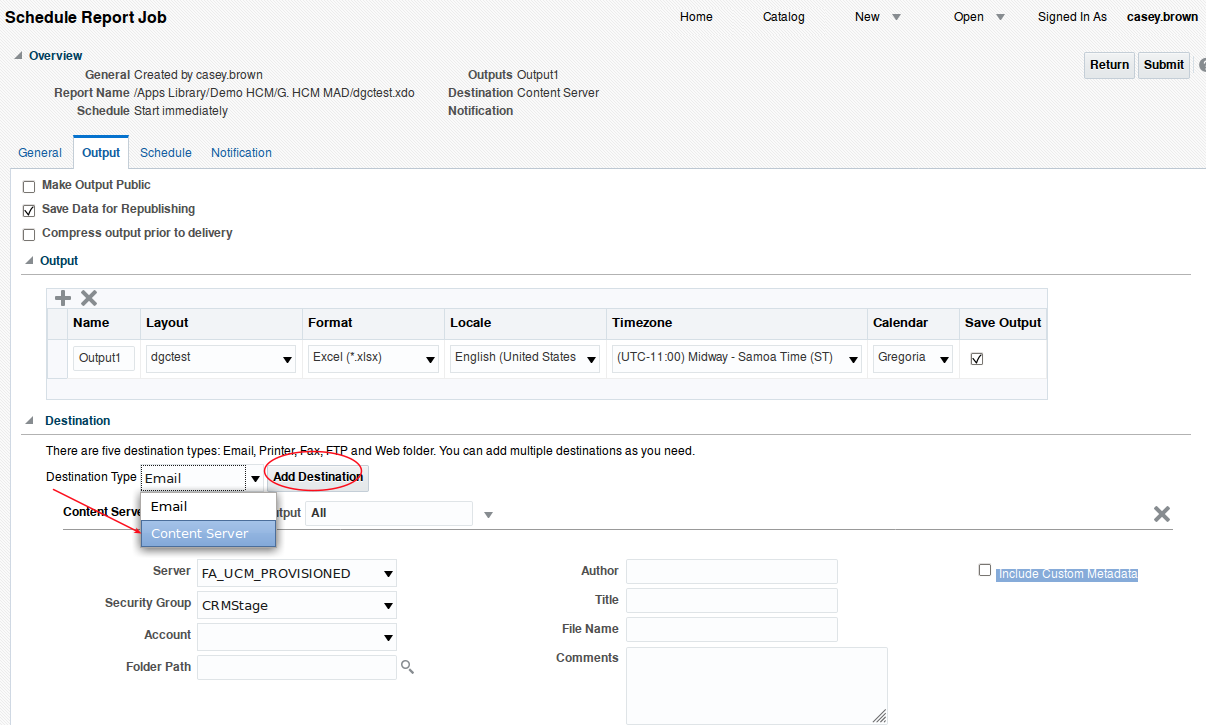 Schedule Report Job
Home Catalog New Open Signed In As casey.brown
Overview
General Created by casey.brown
Report Name /Apps Library/Demo HCM/G. HCM MAD/dgctest.xdo
Schedule Start immediately
Outputs Output1
Destination Content Server
Notification
Return Submit ?
General Output Schedule Notification
Make Output Public
Save Data for Republishing
Compress output prior to delivery
Output
Name Layout Format Locale Timezone Calendar Save Output
Output1 dgctest Excel (*.xlsx) English (United States (UTC-11:00) Midway - Samoa Time (ST) Gregoria
Destination
There are five destination types: Email, Printer, Fax, FTP and Web folder. You can add multiple destinations as you need.
Destination Type Email Add Destination
Email
Content Server
Content Serve tput All
Server FA_UCM_PROVISIONED
Security Group CRMStage
Account
Folder Path
Author
Title
File Name
Comments
Include Custom Metadata